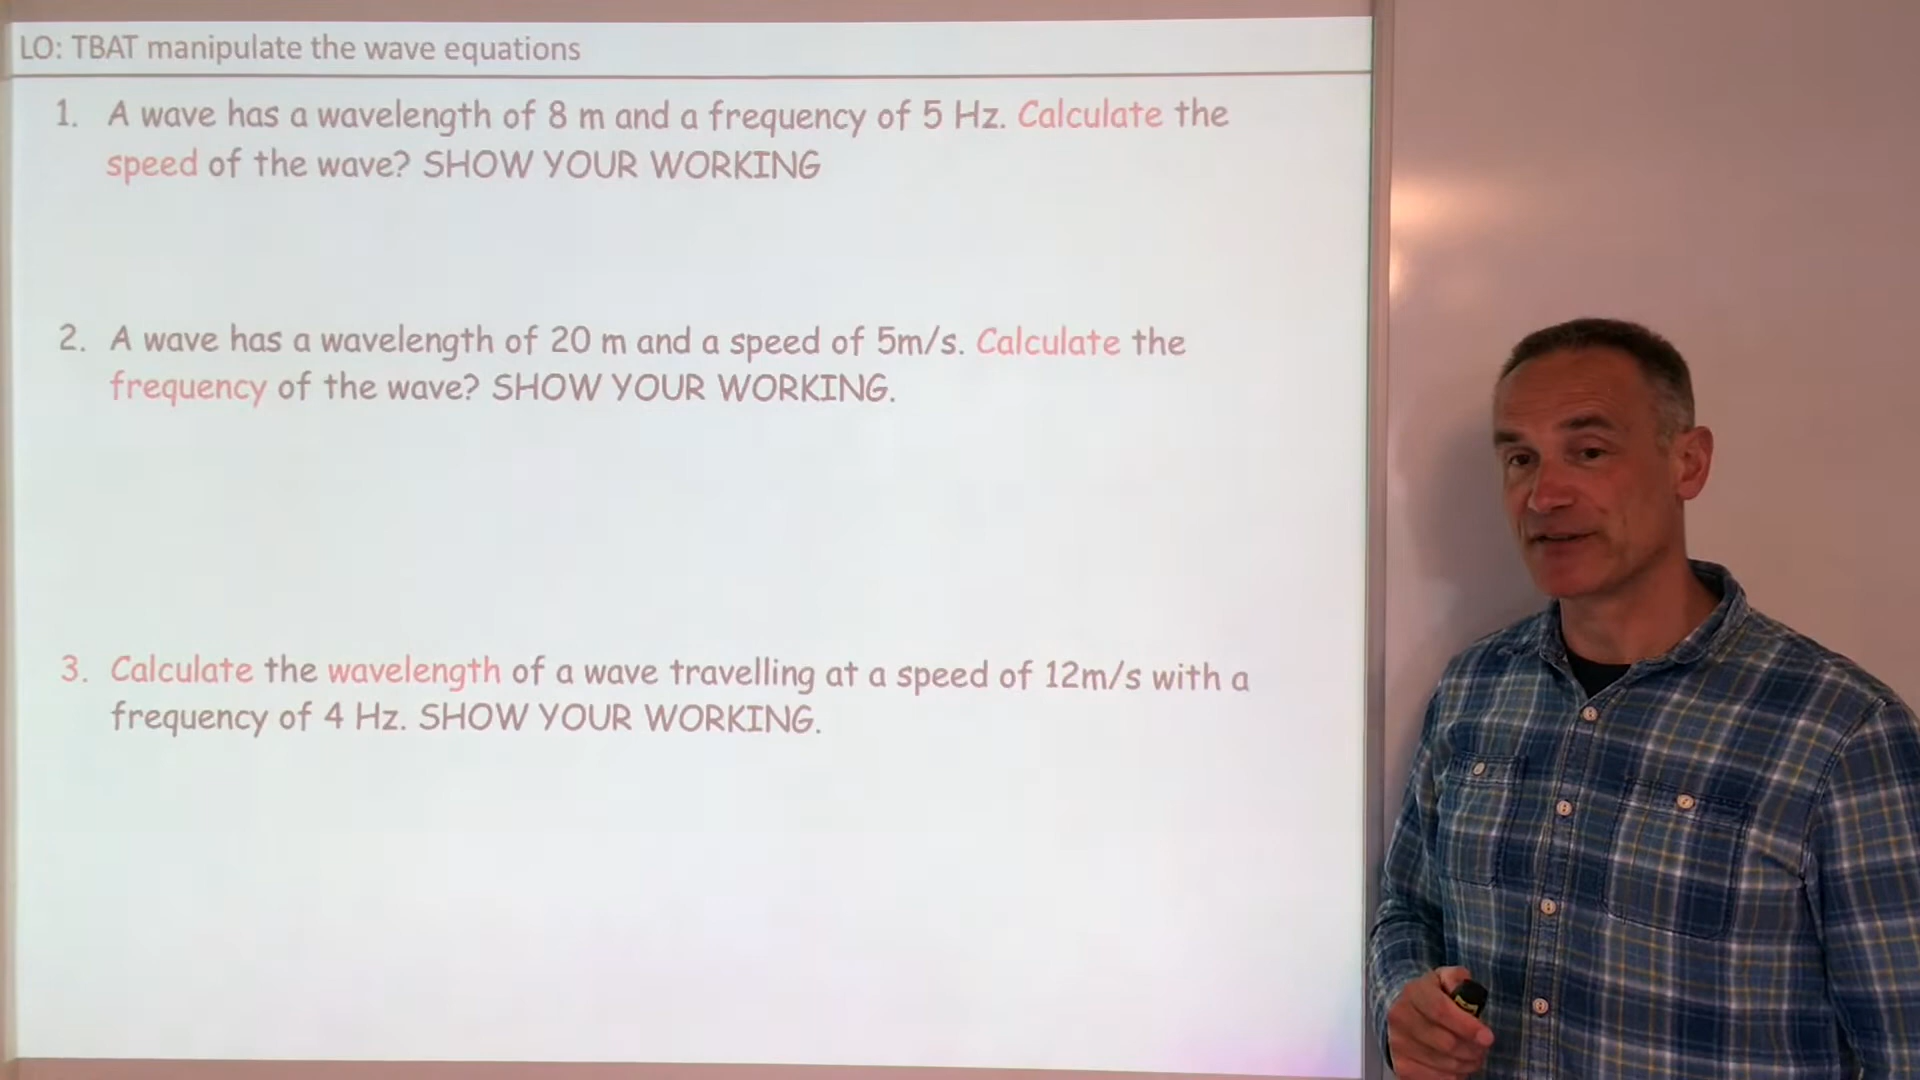 LO: TBAT manipulate the wave equations
1. A wave has a wavelength of 8 m and a frequency of 5 Hz. Calculate the
speed of the wave? SHOW YOUR WORKING
2. A wave has a wavelength of 20 m and a speed of 5m/s. Calculate the
frequency of the wave? SHOW YOUR WORKING.
3. Calculate the wavelength of a wave travelling at a speed of 12m/s with a
frequency of 4 Hz. SHOW YOUR WORKING.